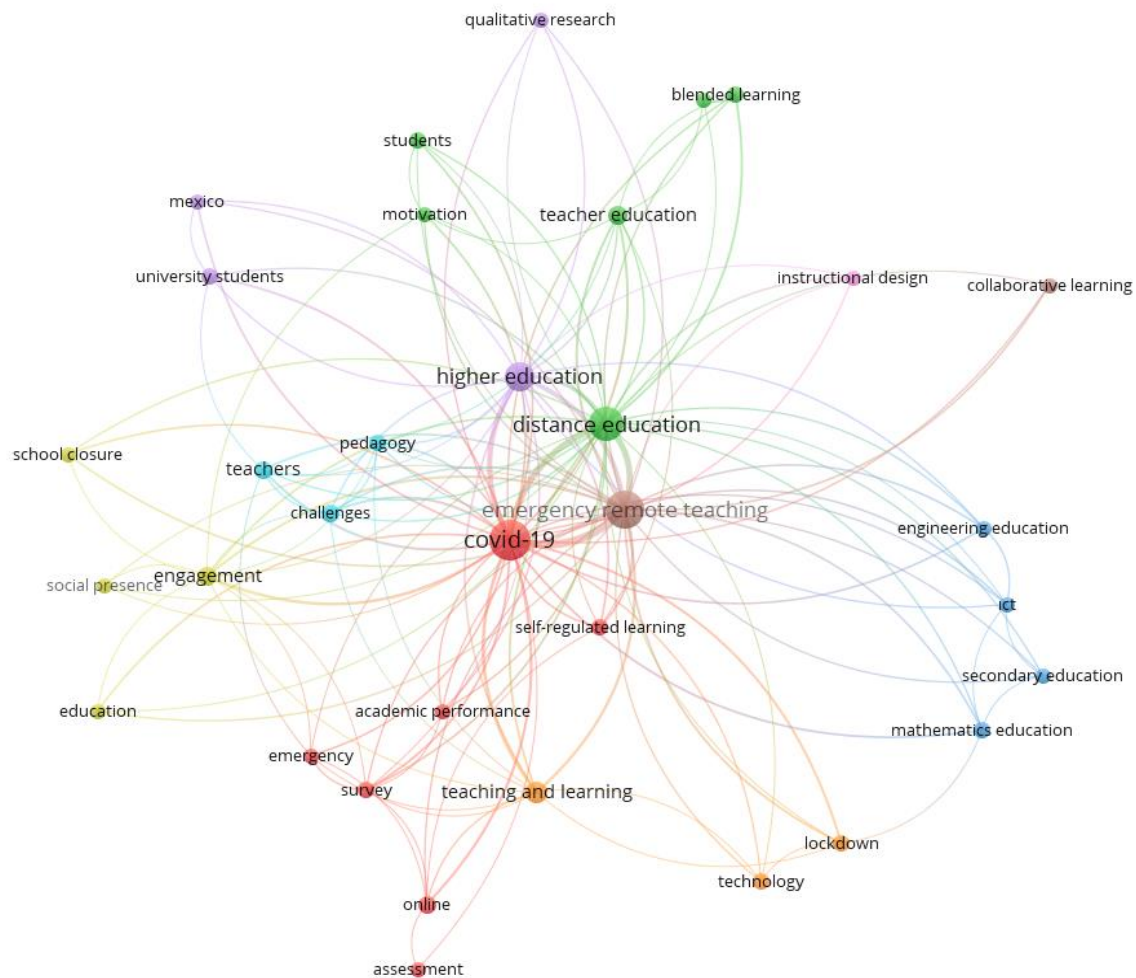 qualitative research
blended learning
students
mexico
motivation
teacher education
university students
instructional design
collaborative learning
higher education
distance education
pedagogy
school closure
teachers
emergency remote teaching
challenges
engineering education
covid-19
engagement
social presence
ict
self-regulated learning
secondary education
education
academic performance
mathematics education
emergency
survey
teaching and learning
lockdown
technology
online
assessment